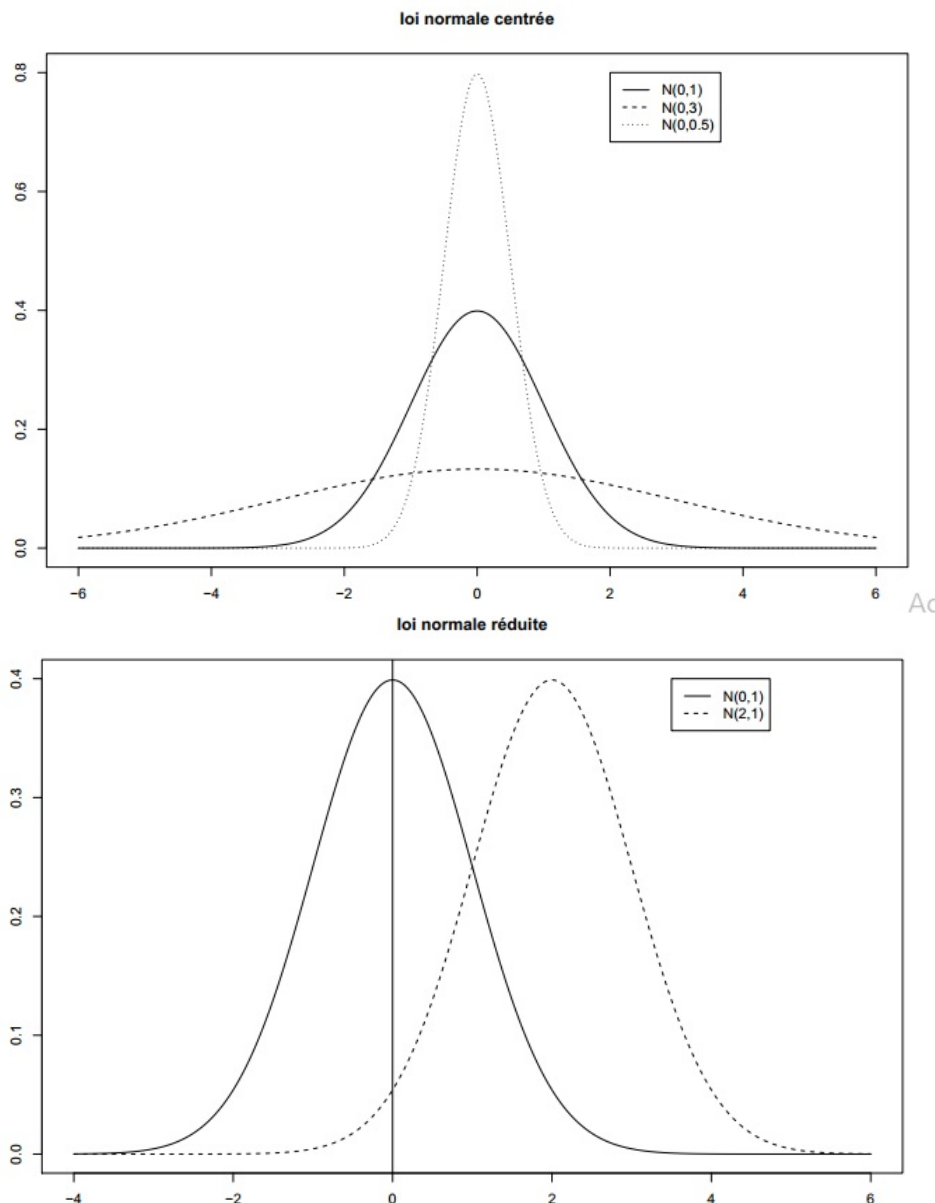 loi normale centrée
0.8
N(0,1)
N(0,3)
N(0,0.5)
0.6
0.4
0.2
0.0
−6 −4 −2 0 2 4 6
Ac
loi normale réduite
0.4
N(0,1)
N(2,1)
0.3
0.2
0.1
0.0
−4 −2 0 2 4 6